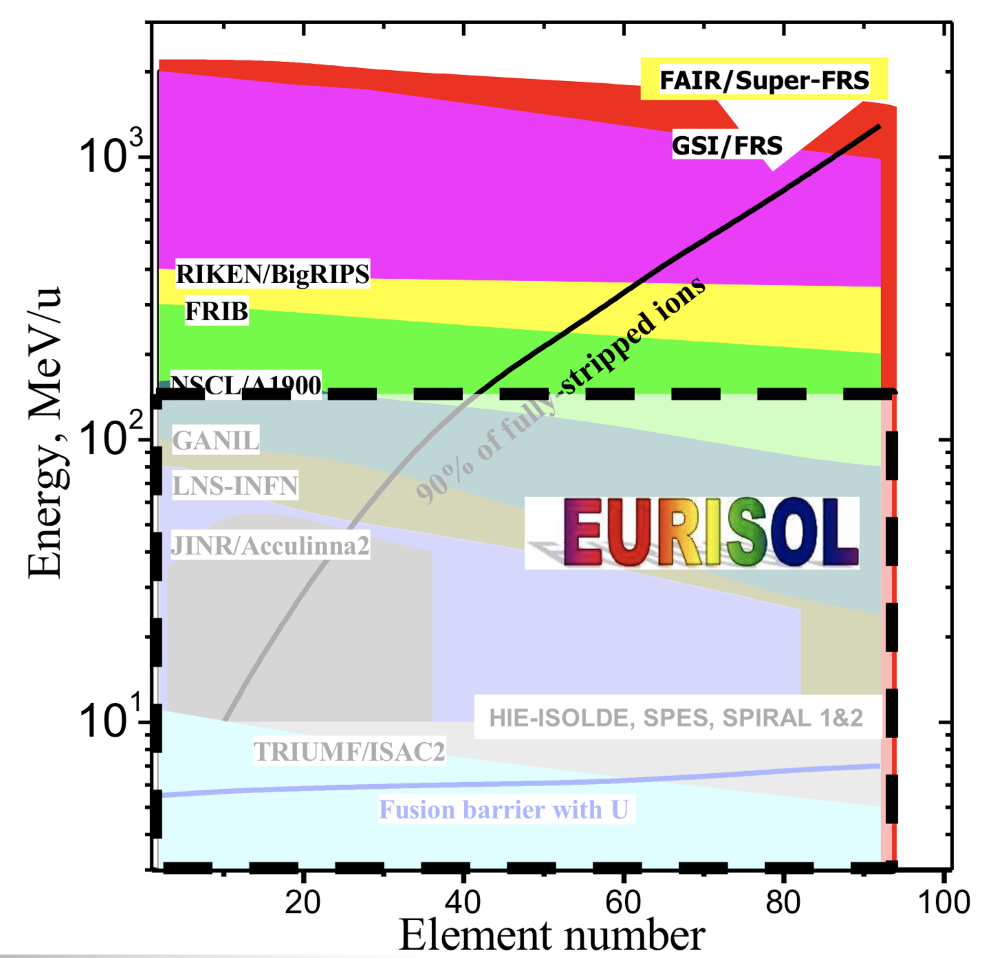 FAIR/Super-FRS
GSI/FRS
10³
RIKEN/BigRIPS
FRIB
90% of fully-stripped ions
NSCL/A1900
10²
GANIL
LNS-INFN
EURISOL
JINR/Acculinna2
10¹
HIE-ISOLDE, SPES, SPIRAL 1&2
TRIUMF/ISAC2
Fusion barrier with U
Energy, MeV/u
20 40 60 80 100
Element number